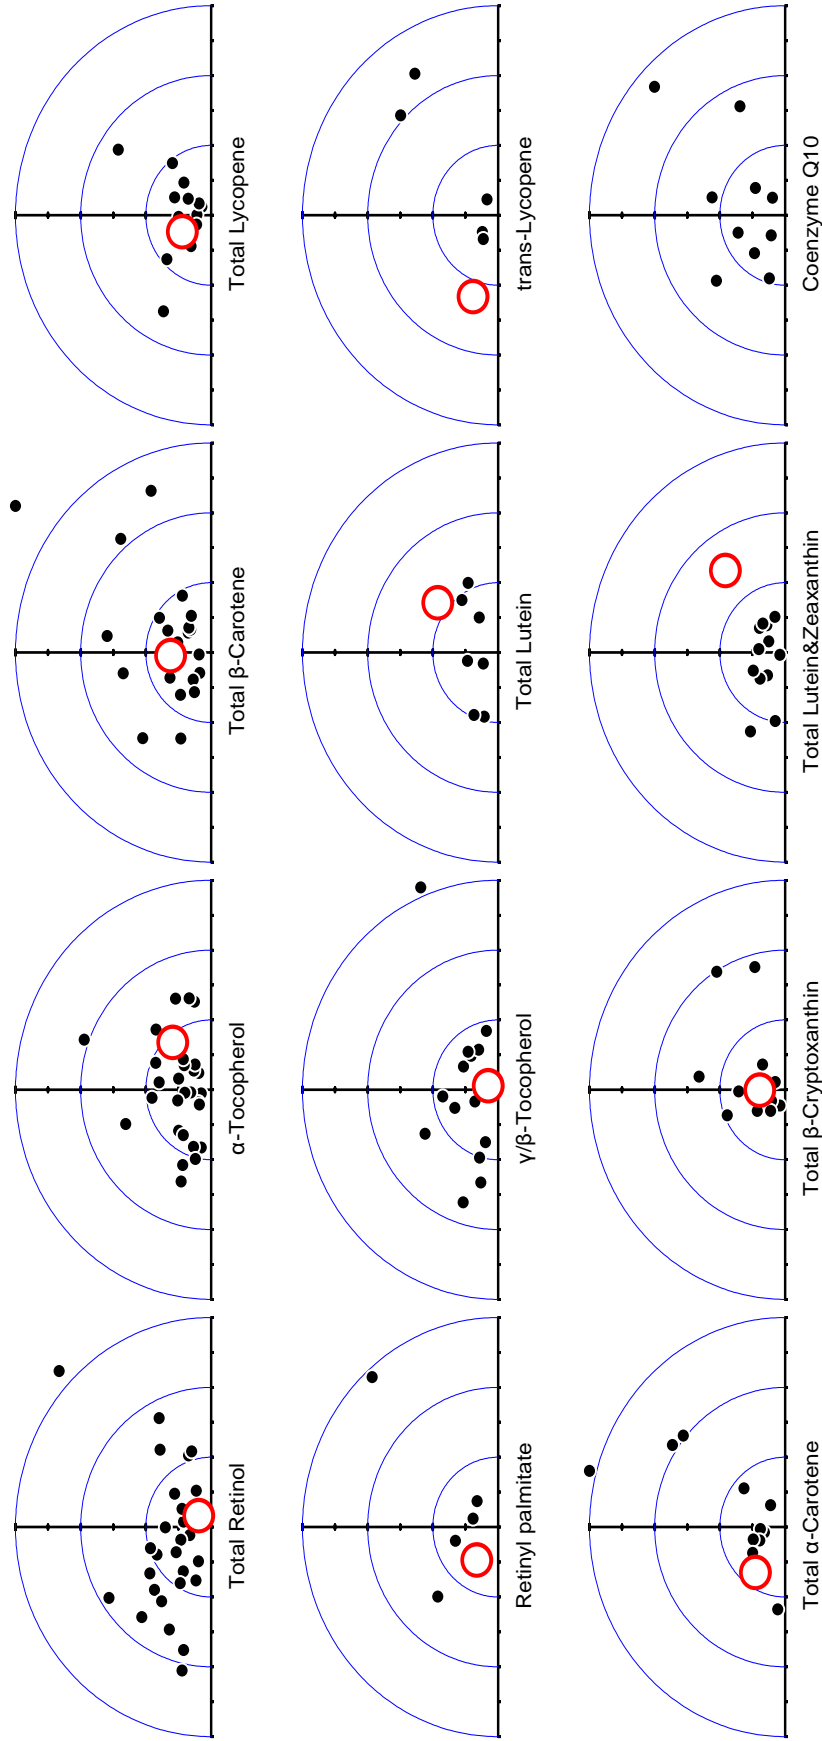 Total Retinol
α-Tocopherol
Total β-Carotene
Total Lycopene
Retinyl palmitate
γ/β-Tocopherol
Total Lutein
trans-Lycopene
Total α-Carotene
Total β-Cryptoxanthin
Total Lutein&Zeaxanthin
Coenzyme Q10